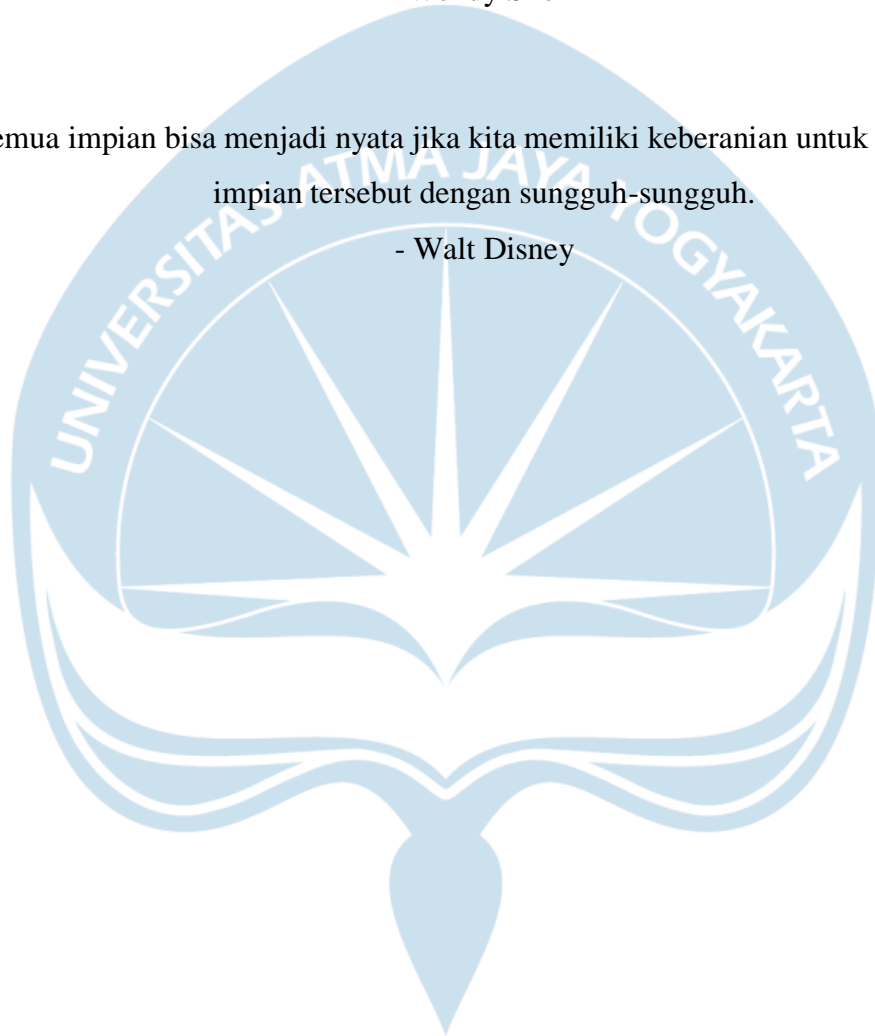 emua impian bisa menjadi nyata jika kita memiliki keberanian untuk
impian tersebut dengan sungguh-sungguh.
- Walt Disney
UNIVERSITAS ATMA JAYA YOGYAKARTA